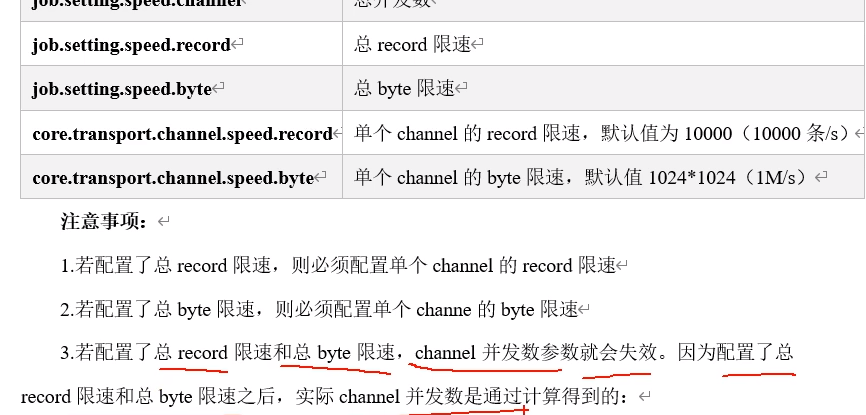 job.setting.speed.channel 总并发数
job.setting.speed.record 总 record 限速
job.setting.speed.byte 总 byte 限速
core.transport.channel.speed.record 单个 channel 的 record 限速，默认值为 10000（10000 条/s）
core.transport.channel.speed.byte 单个 channel 的 byte 限速，默认值 1024*1024（1M/s）
注意事项：
1.若配置了总 record 限速，则必须配置单个 channel 的 record 限速
2.若配置了总 byte 限速，则必须配置单个 channe 的 byte 限速
3.若配置了总 record 限速和总 byte 限速，channel 并发数参数就会失效。因为配置了总
record 限速和总 byte 限速之后，实际 channel 并发数是通过计算得到的：